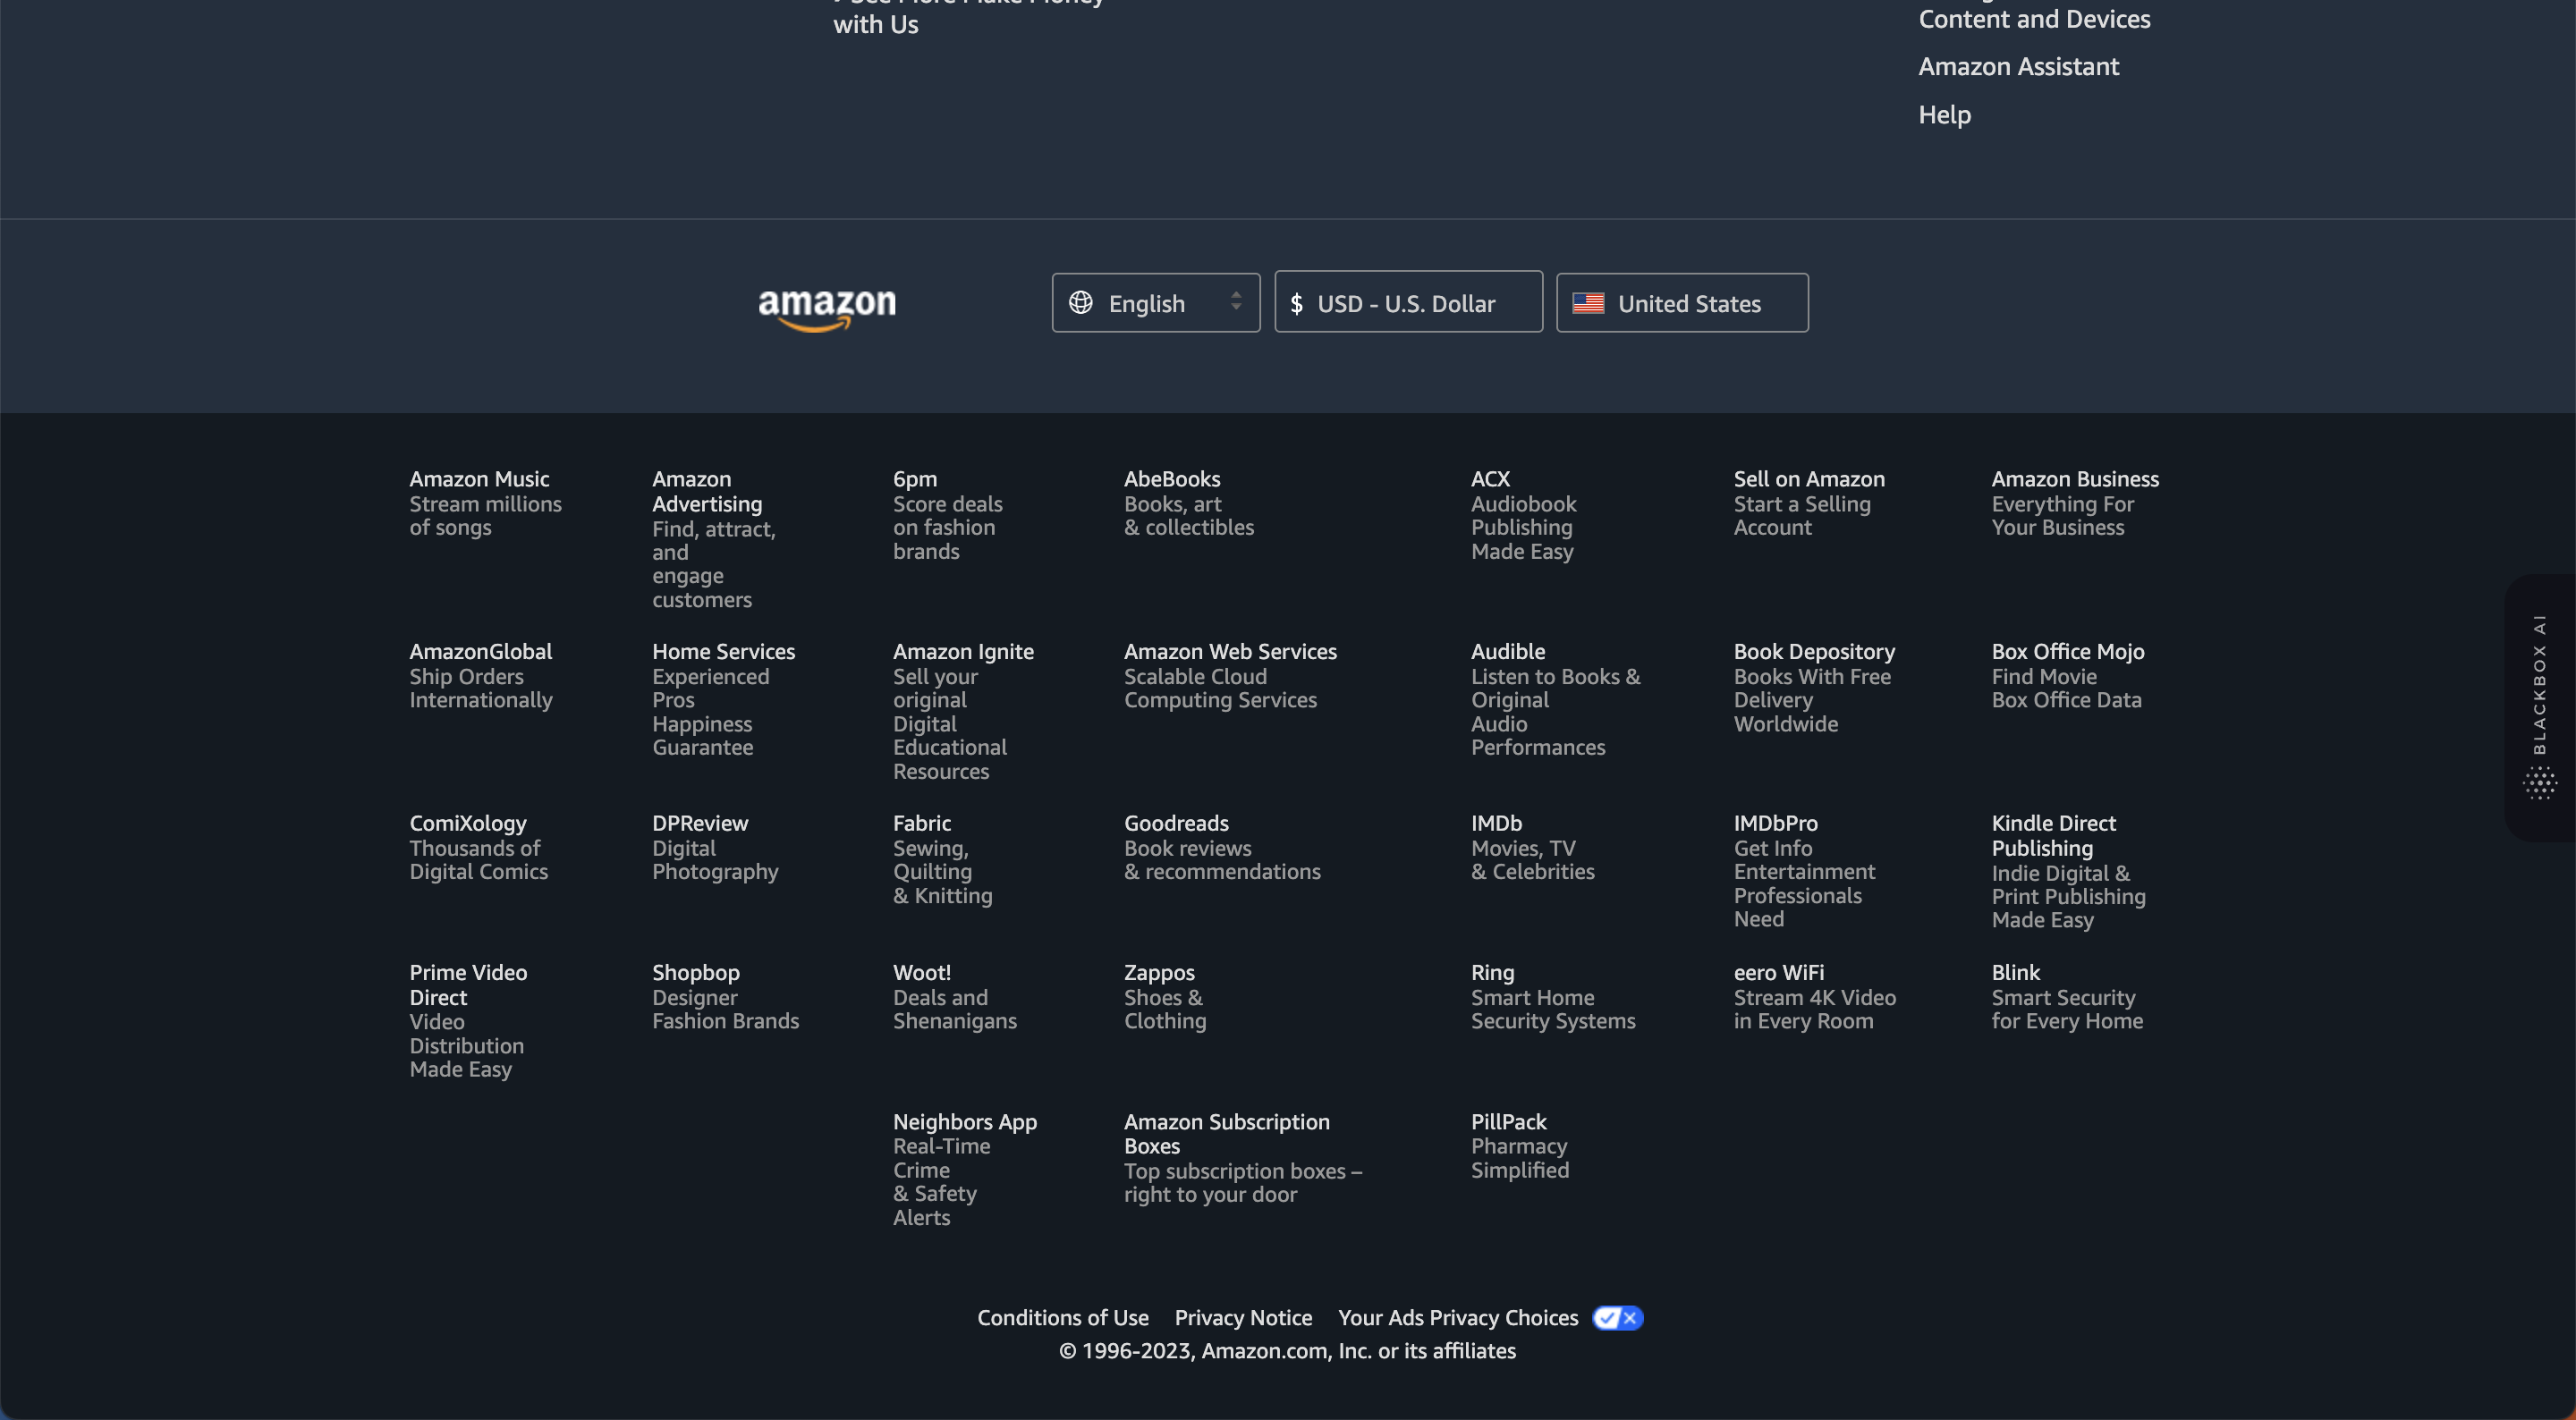 with Us
Content and Devices
Amazon Assistant
Help
amazon
English
$ USD - U.S. Dollar
United States
Amazon Music
Stream millions
of songs
Amazon
Advertising
Find, attract,
and
engage
customers
6pm
Score deals
on fashion
brands
AbeBooks
Books, art
& collectibles
ACX
Audiobook
Publishing
Made Easy
Sell on Amazon
Start a Selling
Account
Amazon Business
Everything For
Your Business
AmazonGlobal
Ship Orders
Internationally
Home Services
Experienced
Pros
Happiness
Guarantee
Amazon Ignite
Sell your
original
Digital
Educational
Resources
Amazon Web Services
Scalable Cloud
Computing Services
Audible
Listen to Books &
Original
Audio
Performances
Book Depository
Books With Free
Delivery
Worldwide
Box Office Mojo
Find Movie
Box Office Data
ComiXology
Thousands of
Digital Comics
DPReview
Digital
Photography
Fabric
Sewing,
Quilting
& Knitting
Goodreads
Book reviews
& recommendations
IMDb
Movies, TV
& Celebrities
IMDbPro
Get Info
Entertainment
Professionals
Need
Kindle Direct
Publishing
Indie Digital &
Print Publishing
Made Easy
Prime Video
Direct
Video
Distribution
Made Easy
Shopbop
Designer
Fashion Brands
Woot!
Deals and
Shenanigans
Zappos
Shoes &
Clothing
Ring
Smart Home
Security Systems
eero WiFi
Stream 4K Video
in Every Room
Blink
Smart Security
for Every Home
Neighbors App
Real-Time
Crime
& Safety
Alerts
Amazon Subscription
Boxes
Top subscription boxes –
right to your door
PillPack
Pharmacy
Simplified
BLACKBOX AI
Conditions of Use Privacy Notice Your Ads Privacy Choices
© 1996-2023, Amazon.com, Inc. or its affiliates